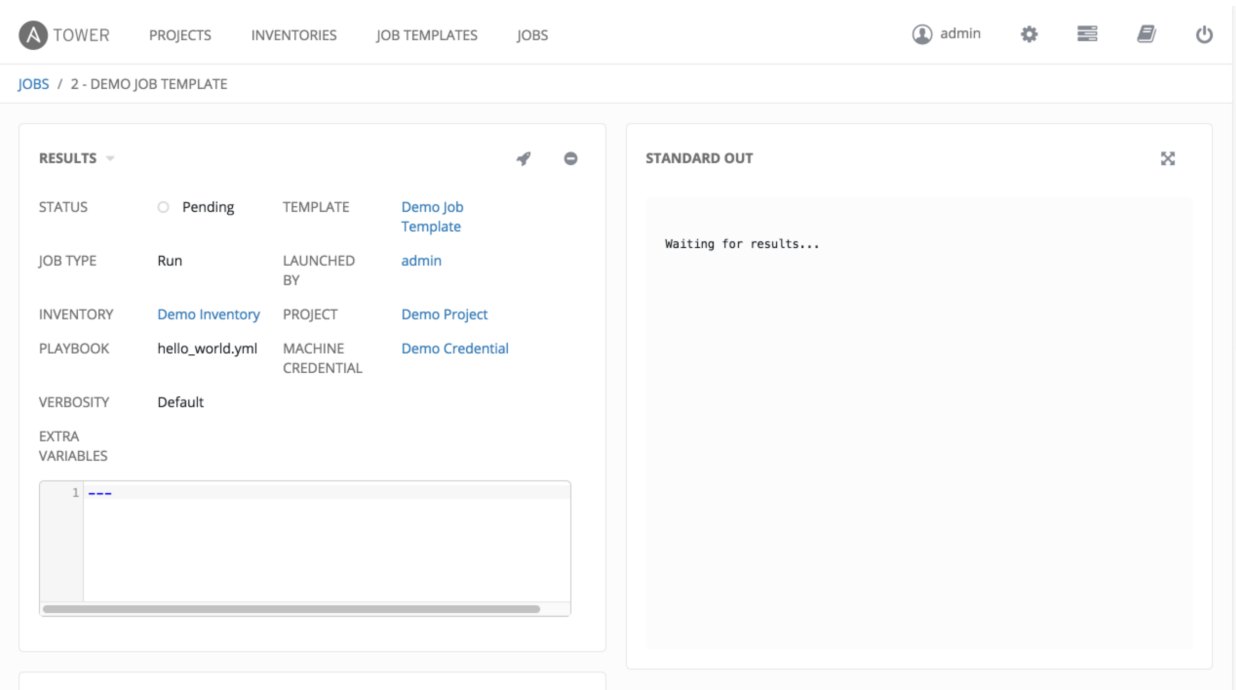 A TOWER PROJECTS INVENTORIES JOB TEMPLATES JOBS admin
JOBS / 2 - DEMO JOB TEMPLATE
RESULTS
STATUS Pending TEMPLATE Demo Job
Template
JOB TYPE Run LAUNCHED admin
BY
INVENTORY Demo Inventory PROJECT Demo Project
PLAYBOOK hello_world.yml MACHINE Demo Credential
CREDENTIAL
VERBOSITY Default
EXTRA
VARIABLES
1 ---
STANDARD OUT
Waiting for results...